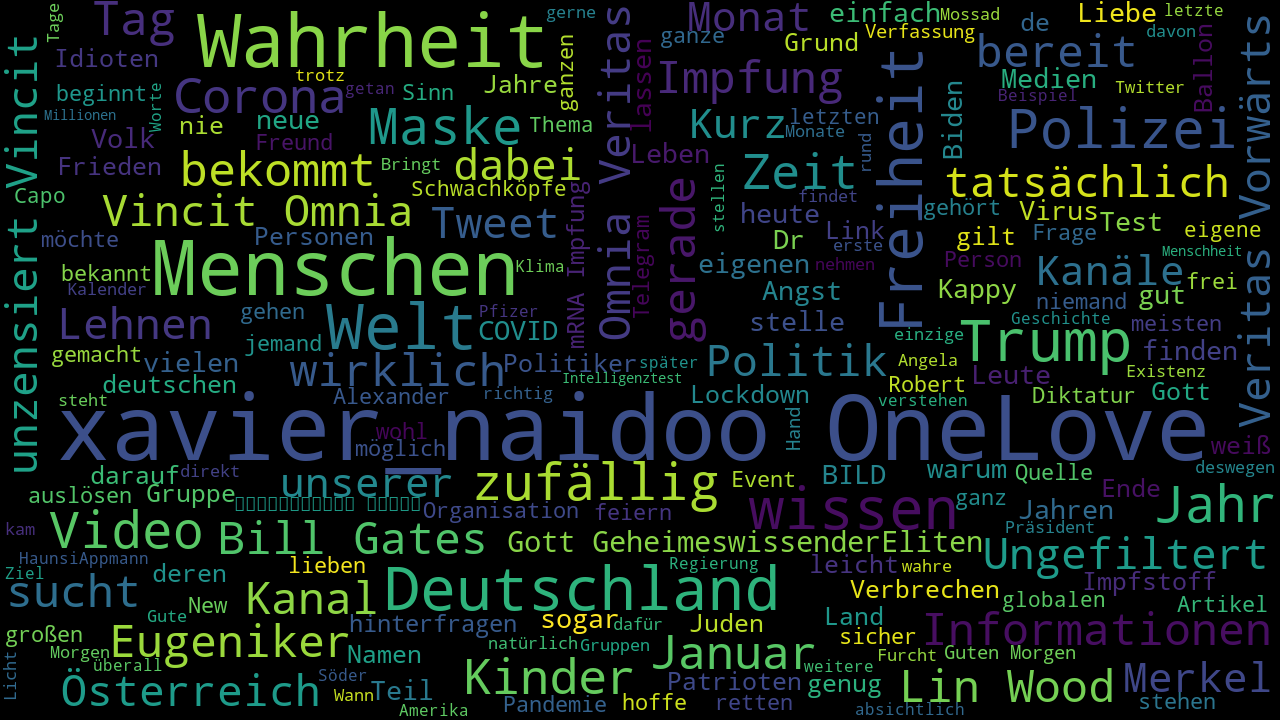 Tage
Tag
Wahrheit
gerne
Monat
einfach
Mossad
Liebe
letzte
Idioten
ganzen
Omnia Veritas
ganze
Grund
Verfassung
de
davon
bereit
Veritas Vorwärts
unzensiert Vincit
trotz
getan
Jahre
lassen
Impfung
Freiheit
Medien
Twitter
Ballon
beginnt
Worte
Corona
Sinn
Biden
Beispiel
Millionen
nie
neue
Maske
Thema
Kurz
letzten
Monate
Polizei
Volk
Freund
rund
Frieden
bekommt
Bringt
dabei
Leben
Zeit
tatsächlich
Capo
Schwachköpfe
stellen
gerade
findet
Vincit Omnia
Tweet
mRNA Impfung
Telegram
heute
Link
gehört
Virus
Test
eigene
möchte
Personen
Dr
erste
gilt
Frage
Menschheit
bekannt
Menschen
Klima
eigenen
nehmen
Person
Kanäle
frei
Kalender
Angst
Kappy
niemand
gut
Lehnen
gehen
Welt
Pfizer
COVID
stelle
einzige
Trump
Geschichte
meisten
jemand
gemacht
vielen
wirklich
Politiker
später
Politik
Angela
finden
deutschen
Intelligenztest
Robert
Leute
Existenz
steht
Alexander
richtig
Lockdown
verstehen
Diktatur
Gott
xavier_naidoo OneLove
wohl
Hand
möglich
weiß
darauf
direkt
unserer
zufällig
Event
BILD
warum
Quelle
deswegen
auslösen
Gruppe
Organisation
feiern
wissen
ganz
Ende
Jahren
Jahr
kam
Video
Bill Gates
Gott GeheimeswissenderEliten
Präsident
HaunsiAppmann
Ungefiltert
Ziel
deren
lieben
Regierung
leicht
wahre
Impfstoff
sucht
New
Kanal
Deutschland
Verbrechen
globalen
Artikel
Gute
hinterfragen
sogar
dafür
Juden
Land
großen
Eugeniker
natürlich
Gruppen
sicher
Informationen
Morgen
überall
Namen
Januar
Furcht
Guten Morgen
Licht
Söder
Kinder
weitere
Österreich
Wann
Teil
Patrioten
genug
Lin Wood
Merkel
Amerika
Pandemie
hoffe
retten
absichtlich
stehen